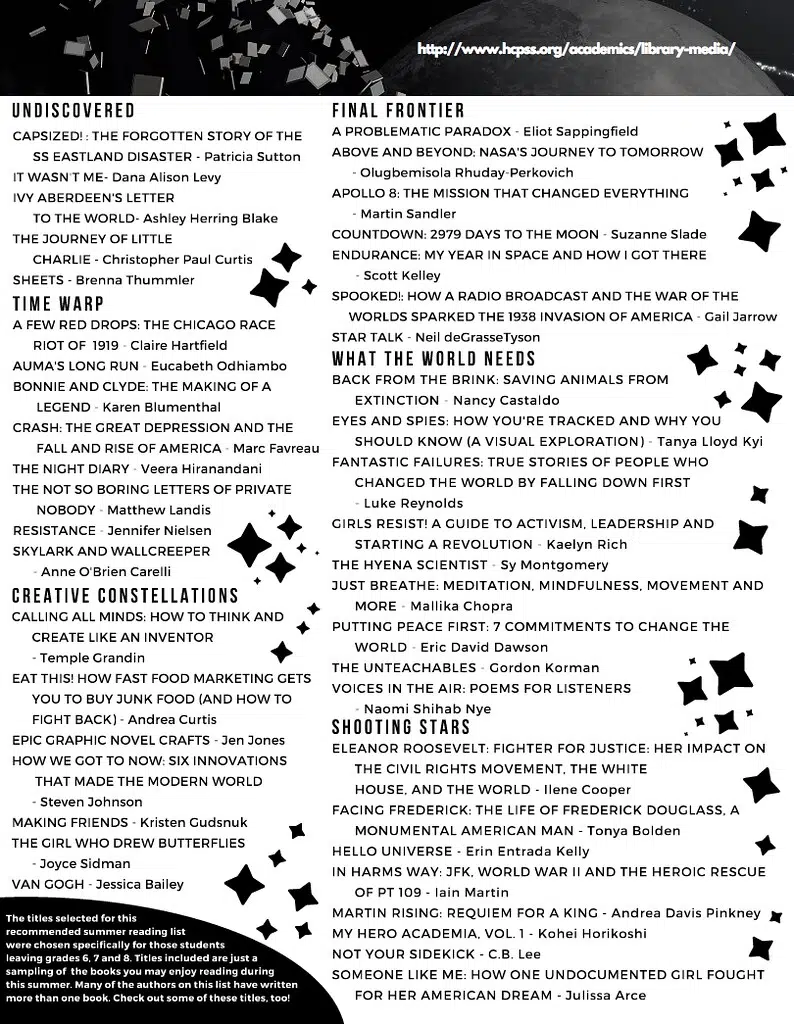 http://www.hcpss.org/academics/library-media/
UNDISCOVERED
CAPSIZED! : THE FORGOTTEN STORY OF THE
SS EASTLAND DISASTER - Patricia Sutton
IT WASN'T ME- Dana Alison Levy
IVY ABERDEEN'S LETTER
TO THE WORLD- Ashley Herring Blake
THE JOURNEY OF LITTLE
CHARLIE - Christopher Paul Curtis
SHEETS - Brenna Thummler
TIME WARP
A FEW RED DROPS: THE CHICAGO RACE
RIOT OF 1919 - Claire Hartfield
AUMA'S LONG RUN - Eucabeth Odhiambo
BONNIE AND CLYDE: THE MAKING OF A
LEGEND - Karen Blumenthal
CRASH: THE GREAT DEPRESSION AND THE
FALL AND RISE OF AMERICA - Marc Favreau
THE NIGHT DIARY - Veera Hiranandani
THE NOT SO BORING LETTERS OF PRIVATE
NOBODY - Matthew Landis
RESISTANCE - Jennifer Nielsen
SKYLARK AND WALLCREEPER
- Anne O'Brien Carelli
CREATIVE CONSTELLATIONS
CALLING ALL MINDS: HOW TO THINK AND
CREATE LIKE AN INVENTOR
- Temple Grandin
EAT THIS! HOW FAST FOOD MARKETING GETS
YOU TO BUY JUNK FOOD (AND HOW TO
FIGHT BACK) - Andrea Curtis
EPIC GRAPHIC NOVEL CRAFTS - Jen Jones
HOW WE GOT TO NOW: SIX INNOVATIONS
THAT MADE THE MODERN WORLD
- Steven Johnson
MAKING FRIENDS - Kristen Gudsnuk
THE GIRL WHO DREW BUTTERFLIES
- Joyce Sidman
VAN GOGH - Jessica Bailey
The titles selected for this
recommended summer reading list
were chosen specifically for those students
leaving grades 6, 7 and 8. Titles included are just a
sampling of the books you may enjoy reading during
this summer. Many of the authors on this list have written
more than one book. Check out some of these titles, too!
FINAL FRONTIER
A PROBLEMATIC PARADOX - Eliot Sappingfield
ABOVE AND BEYOND: NASA'S JOURNEY TO TOMORROW
- Olugbemisola Rhuday-Perkovich
APOLLO 8: THE MISSION THAT CHANGED EVERYTHING
- Martin Sandler
COUNTDOWN: 2979 DAYS TO THE MOON - Suzanne Slade
ENDURANCE: MY YEAR IN SPACE AND HOW I GOT THERE
- Scott Kelley
SPOOKED!: HOW A RADIO BROADCAST AND THE WAR OF THE
WORLDS SPARKED THE 1938 INVASION OF AMERICA - Gail Jarrow
STAR TALK - Neil deGrasseTyson
WHAT THE WORLD NEEDS
BACK FROM THE BRINK: SAVING ANIMALS FROM
EXTINCTION - Nancy Castaldo
EYES AND SPIES: HOW YOU'RE TRACKED AND WHY YOU
SHOULD KNOW (A VISUAL EXPLORATION) - Tanya Lloyd Kyi
FANTASTIC FAILURES: TRUE STORIES OF PEOPLE WHO
CHANGED THE WORLD BY FALLING DOWN FIRST
- Luke Reynolds
GIRLS RESIST! A GUIDE TO ACTIVISM, LEADERSHIP AND
STARTING A REVOLUTION - Kaelyn Rich
THE HYENA SCIENTIST - Sy Montgomery
JUST BREATHE: MEDITATION, MINDFULNESS, MOVEMENT AND
MORE - Mallika Chopra
PUTTING PEACE FIRST: 7 COMMITMENTS TO CHANGE THE
WORLD - Eric David Dawson
THE UNTEACHABLES - Gordon Korman
VOICES IN THE AIR: POEMS FOR LISTENERS
- Naomi Shihab Nye
SHOOTING STARS
ELEANOR ROOSEVELT: FIGHTER FOR JUSTICE: HER IMPACT ON
THE CIVIL RIGHTS MOVEMENT, THE WHITE
HOUSE, AND THE WORLD - Ilene Cooper
FACING FREDERICK: THE LIFE OF FREDERICK DOUGLASS, A
MONUMENTAL AMERICAN MAN - Tonya Bolden
HELLO UNIVERSE - Erin Entrada Kelly
IN HARMS WAY: JFK, WORLD WAR II AND THE HEROIC RESCUE
OF PT 109 - Iain Martin
MARTIN RISING: REQUIEM FOR A KING - Andrea Davis Pinkney
MY HERO ACADEMIA, VOL. 1 - Kohei Horikoshi
NOT YOUR SIDEKICK - C.B. Lee
SOMEONE LIKE ME: HOW ONE UNDOCUMENTED GIRL FOUGHT
FOR HER AMERICAN DREAM - Julissa Arce